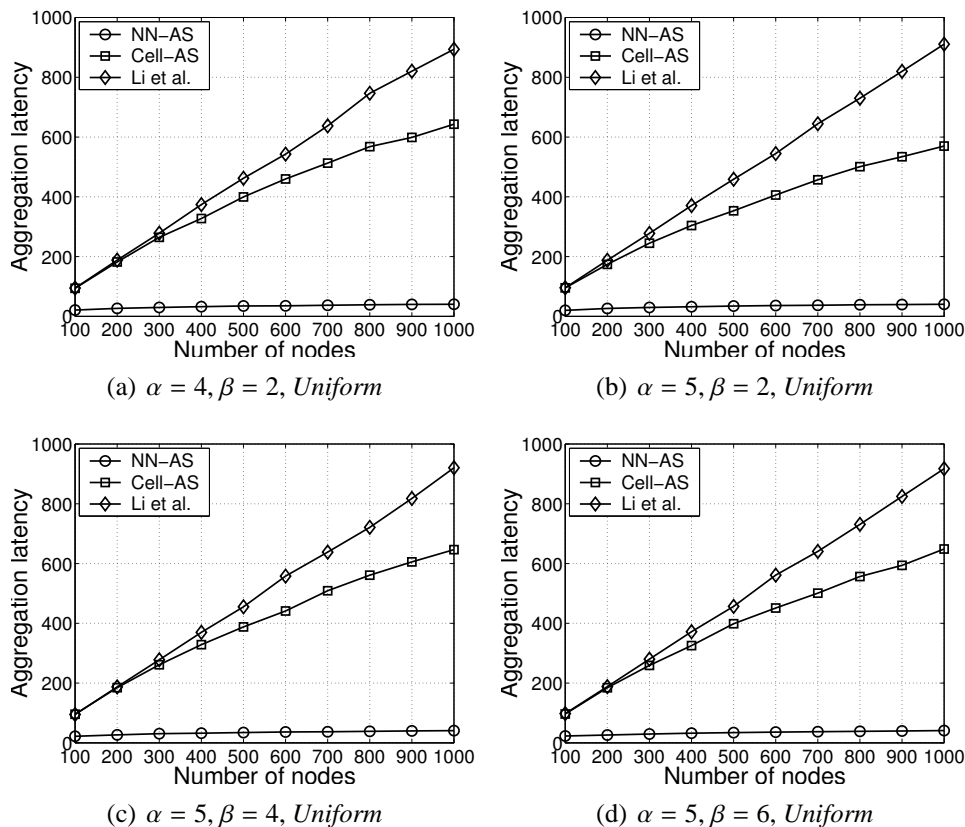 1000
800
600
400
200
0
Aggregation latency
NN−AS
Cell−AS
Li et al.
100 200 300 400 500 600 700 800 900 1000
Number of nodes
(a) α = 4, β = 2, Uniform
1000
800
600
400
200
0
Aggregation latency
NN−AS
Cell−AS
Li et al.
100 200 300 400 500 600 700 800 900 1000
Number of nodes
(b) α = 5, β = 2, Uniform
1000
800
600
400
200
0
Aggregation latency
NN−AS
Cell−AS
Li et al.
100 200 300 400 500 600 700 800 900 1000
Number of nodes
(c) α = 5, β = 4, Uniform
1000
800
600
400
200
0
Aggregation latency
NN−AS
Cell−AS
Li et al.
100 200 300 400 500 600 700 800 900 1000
Number of nodes
(d) α = 5, β = 6, Uniform